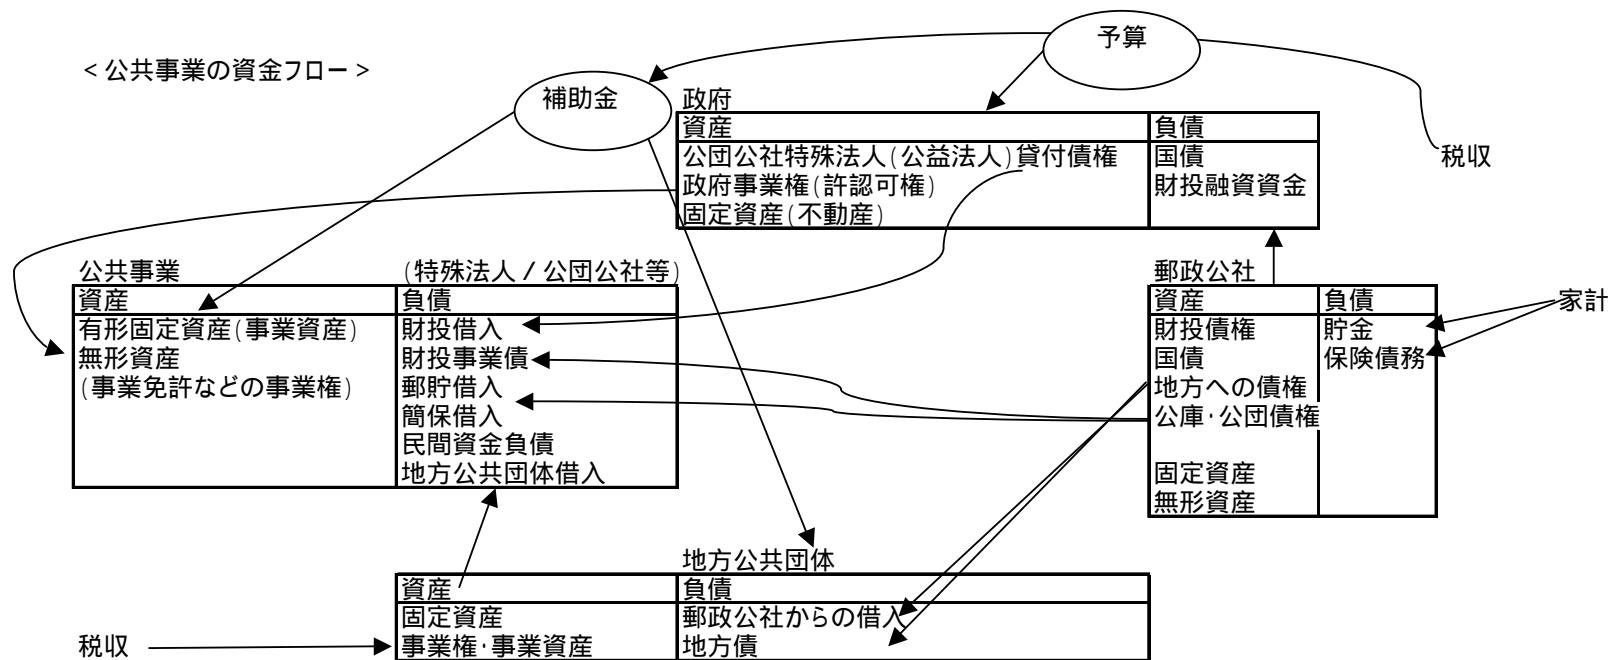 予算
<公共事業の資金フロー>
補助金
政府
資産 負債
公団公社特殊法人(公益法人)貸付債権 国債
政府事業権(許認可権) 財投融資資金
固定資産(不動産)
税収
公共事業 (特殊法人/公団公社等)
資産 負債
有形固定資産(事業資産) 財投借入
無形資産 財投事業債
(事業免許などの事業権) 郵貯借入
簡保借入
民間資金負債
地方公共団体借入
郵政公社
資産 負債
財投債権 貯金
国債 保険債務
地方への債権
公庫・公団債権
固定資産
無形資産
家計
地方公共団体
資産 負債
固定資産 郵政公社からの借入
事業権・事業資産 地方債
税収